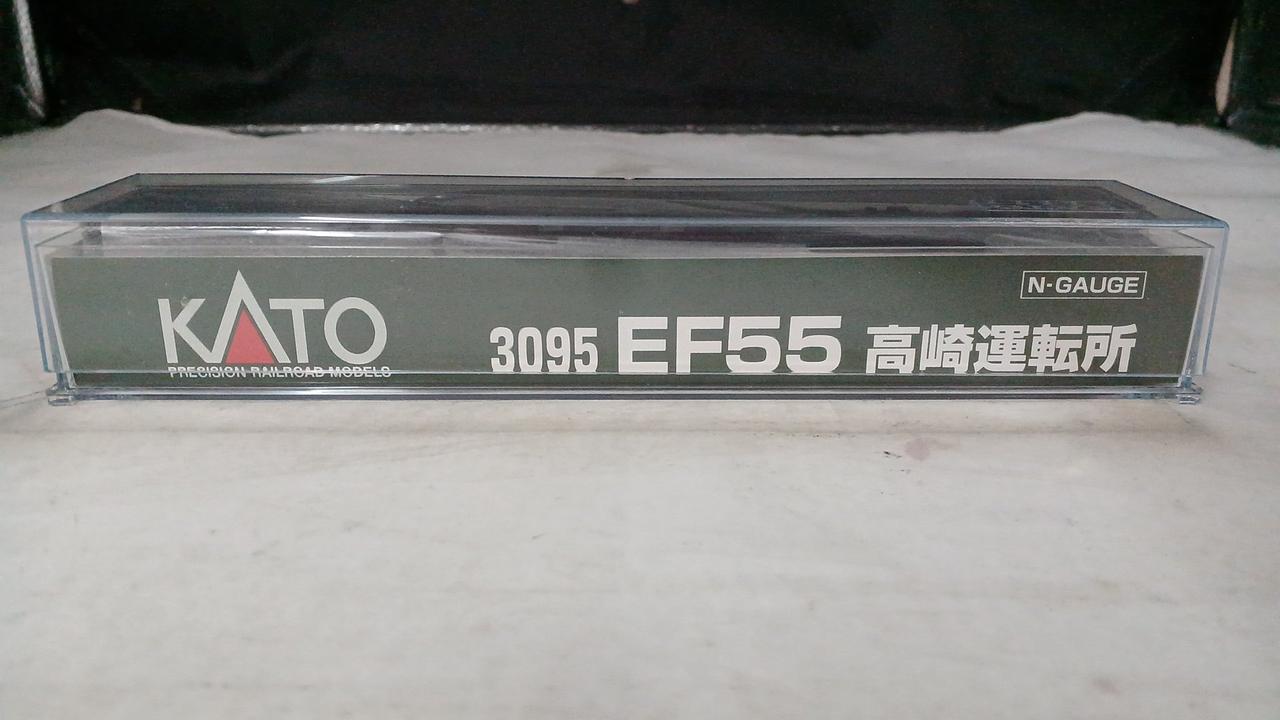 N-GAUGE
KATO
PRECISION RAILROAD MODELS
3095 EF55 高崎運転所